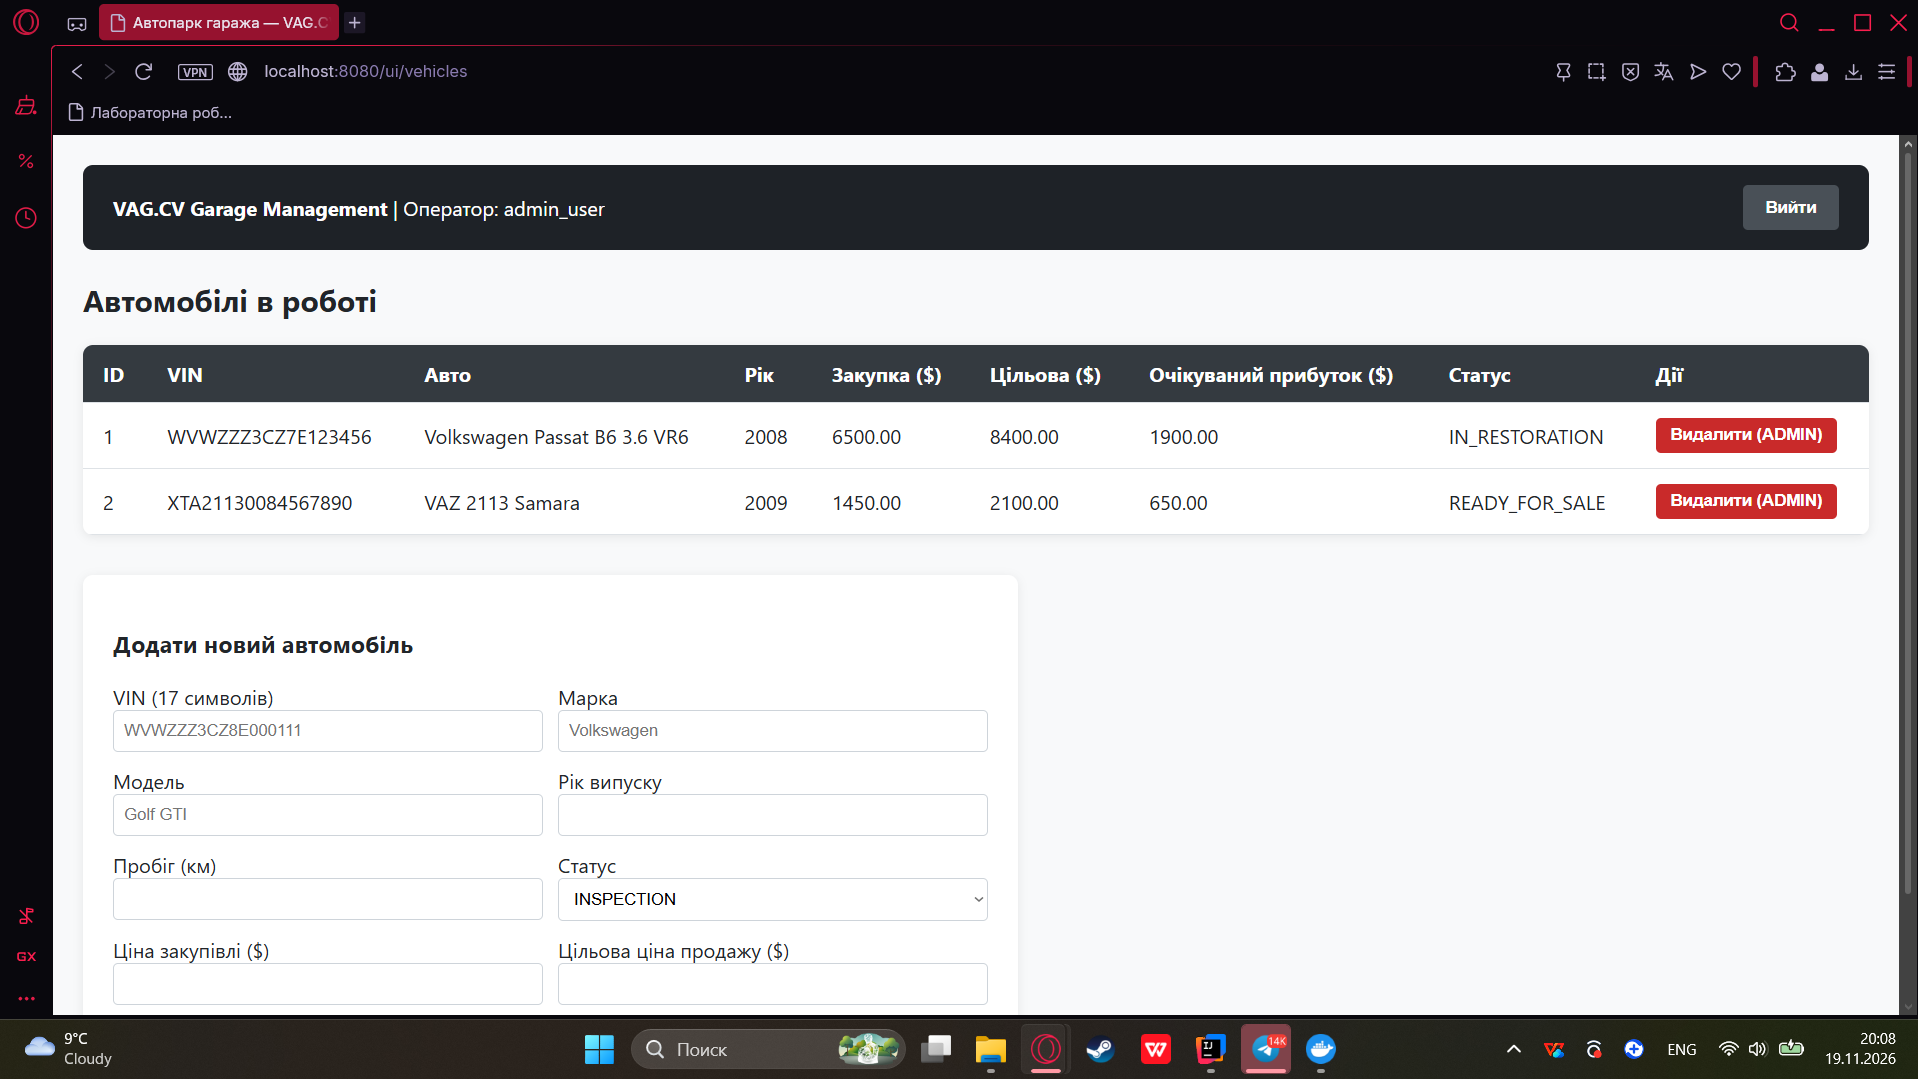 Автопарк гаража — VAG.C
VPN
localhost:8080/ui/vehicles
Лабораторна роб...
VAG.CV Garage Management | Оператор: admin_user
Вийти
Автомобілі в роботі
ID VIN Авто Рік Закупка ($) Цільова ($) Очікуваний прибуток ($) Статус Дії
1 WVWZZZ3CZ7E123456 Volkswagen Passat B6 3.6 VR6 2008 6500.00 8400.00 1900.00 IN_RESTORATION Видалити (ADMIN)
2 XTA21130084567890 VAZ 2113 Samara 2009 1450.00 2100.00 650.00 READY_FOR_SALE Видалити (ADMIN)
Додати новий автомобіль
VIN (17 символів) Марка
WVWZZZ3CZ8E000111 Volkswagen
Модель Рік випуску
Golf GTI
Пробіг (км) Статус
INSPECTION
Ціна закупівлі ($) Цільова ціна продажу ($)
GX
9°C
Cloudy
Поиск
14K
ENG
20:08
19.11.2026